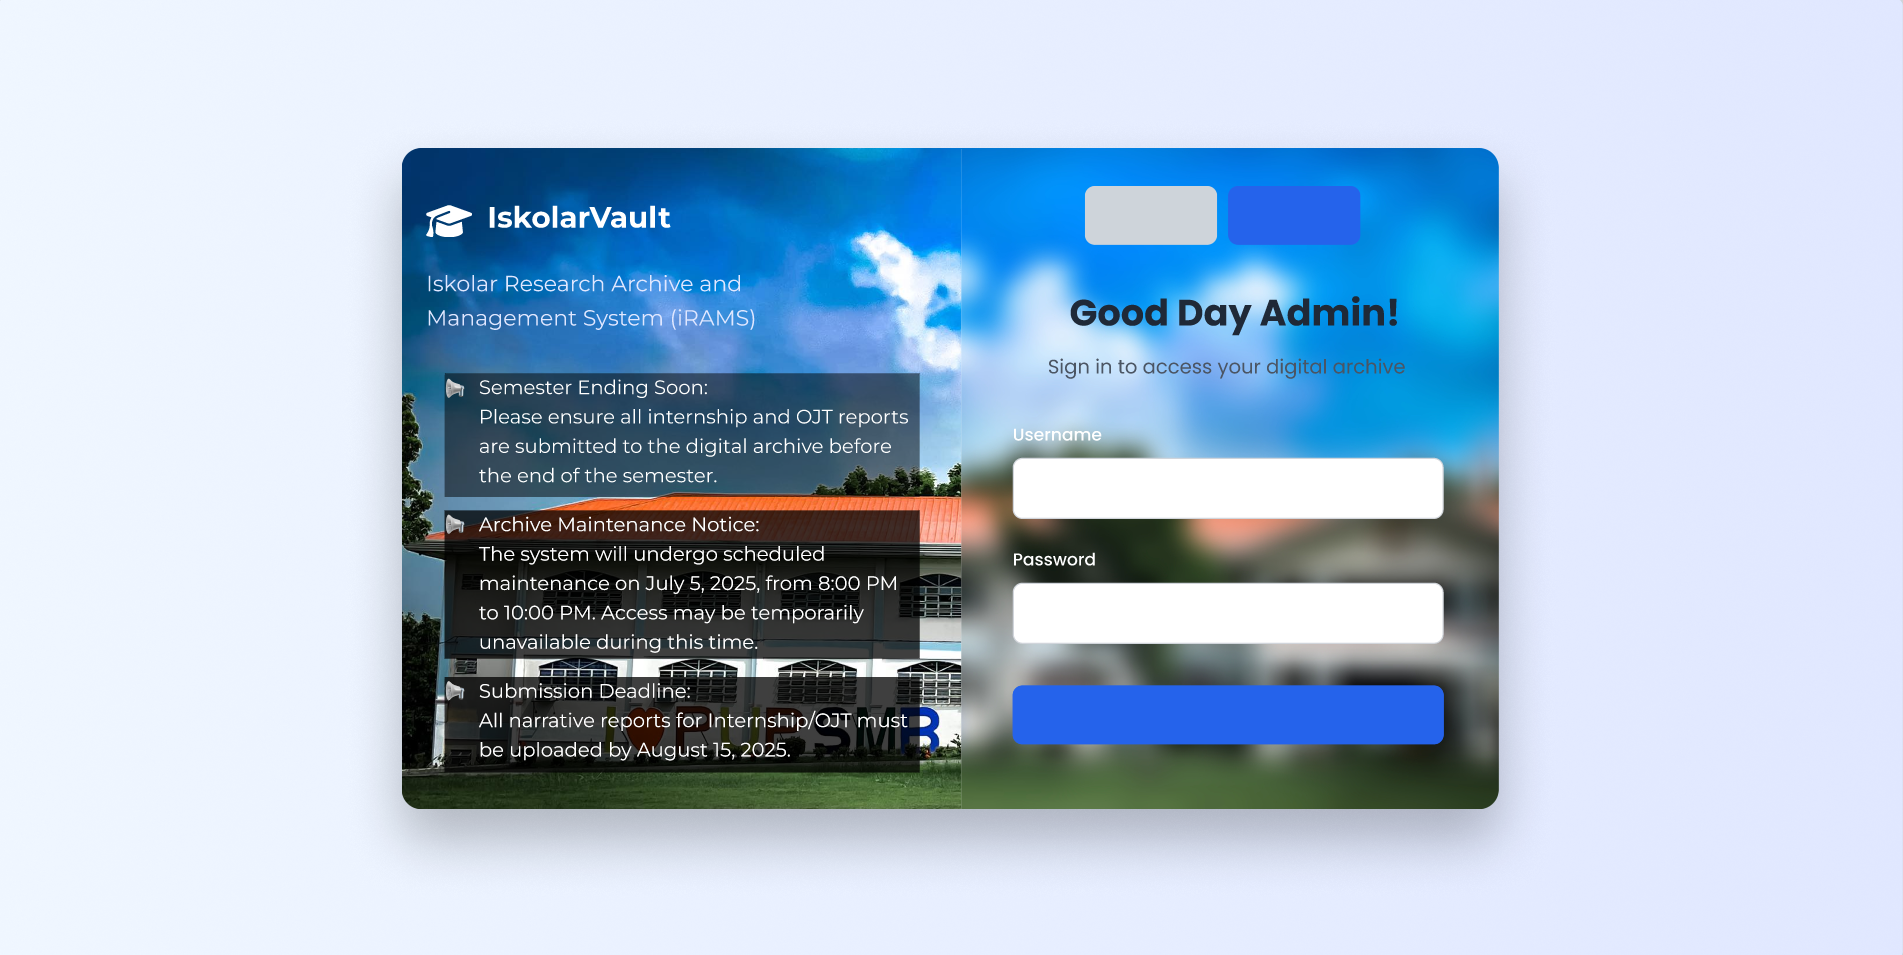 IskolarVault
Iskolar Research Archive and
Management System (iRAMS)
Semester Ending Soon:
Please ensure all internship and OJT reports
are submitted to the digital archive before
the end of the semester.
Archive Maintenance Notice:
The system will undergo scheduled
maintenance on July 5, 2025, from 8:00 PM
to 10:00 PM. Access may be temporarily
unavailable during this time.
Submission Deadline:
All narrative reports for Internship/OJT must
be uploaded by August 15, 2025.
I PUPSMB
Good Day Admin!
Sign in to access your digital archive
Username
Password